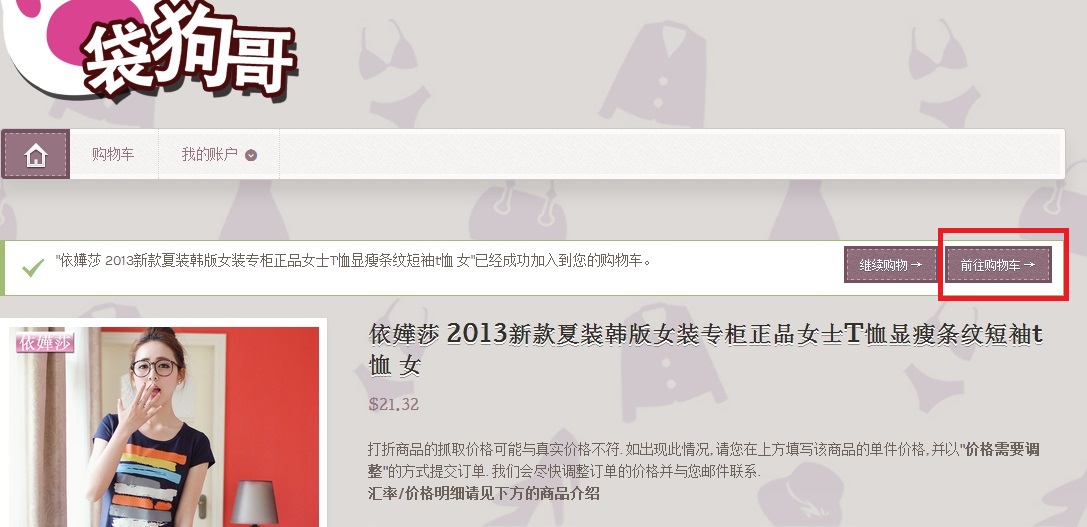 袋狗哥
购物车
我的账户
"依嬅莎 2013新款夏装韩版女装专柜正品女士T恤显瘦条纹短袖t恤 女"已经成功加入到您的购物车。
继续购物 →
前往购物车 →
依嬅莎
依嬅莎 2013新款夏装韩版女装专柜正品女士T恤显瘦条纹短袖t
恤 女
$21.32
打折商品的抓取价格可能与真实价格不符. 如出现此情况, 请您在上方填写该商品的单件价格, 并以"价格需要调
整"的方式提交订单. 我们会尽快调整订单的价格并与您邮件联系.
汇率/价格明细请见下方的商品介绍